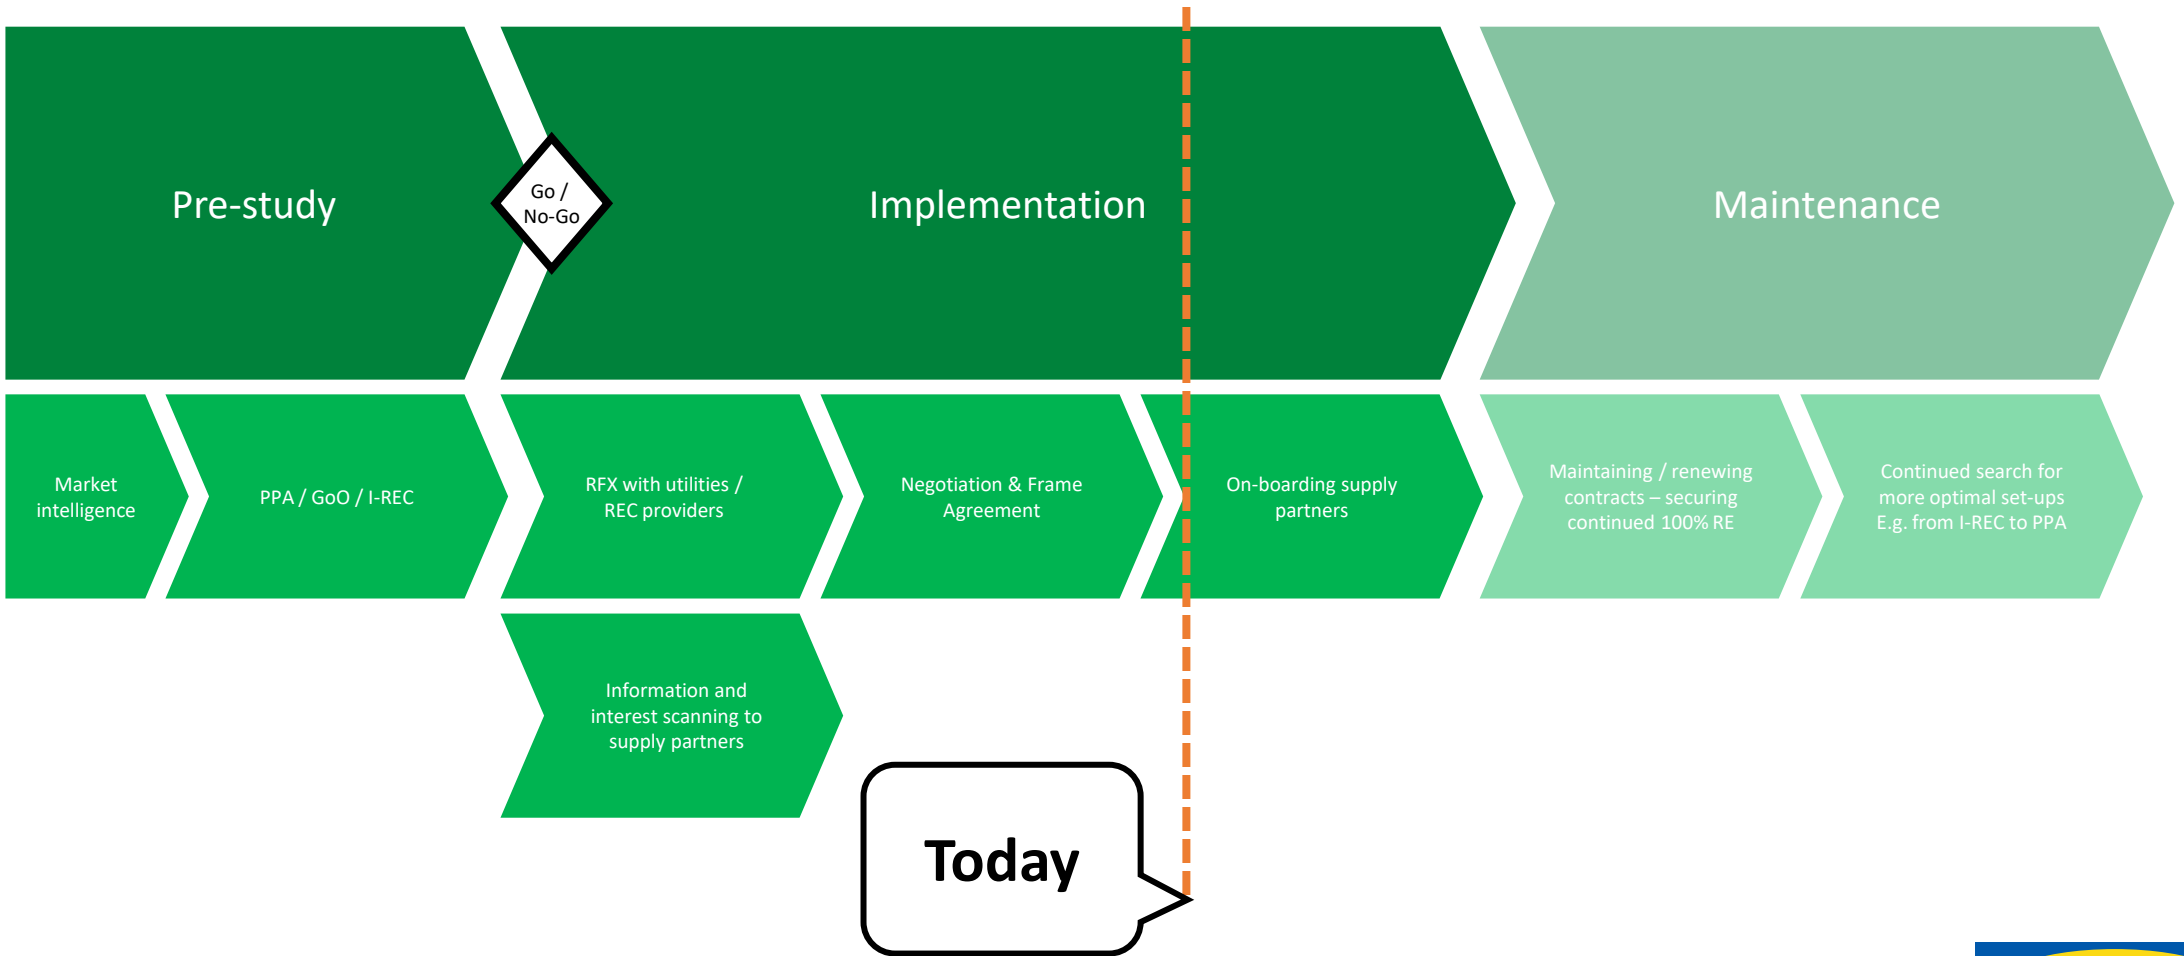 Pre-study
Go /
No-Go
Implementation
Maintenance
Market
intelligence
PPA / GoO / I-REC
RFX with utilities /
REC providers
Negotiation & Frame
Agreement
On-boarding supply
partners
Maintaining / renewing
contracts – securing
continued 100% RE
Continued search for
more optimal set-ups
E.g. from I-REC to PPA
Information and
interest scanning to
supply partners
Today